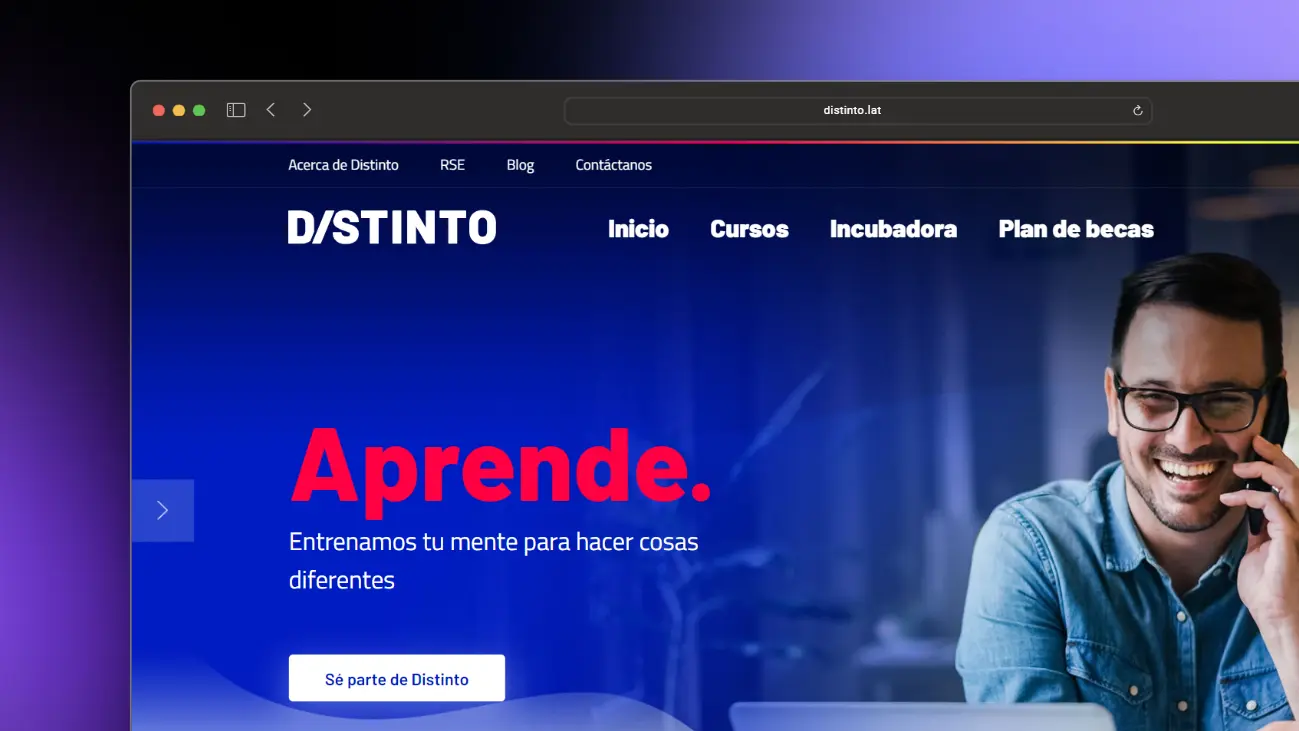 distinto.lat
Acerca de Distinto RSE Blog Contáctanos
D/STINTO Inicio Cursos Incubadora Plan de becas
Aprende.
Entrenamos tu mente para hacer cosas
diferentes
Sé parte de Distinto